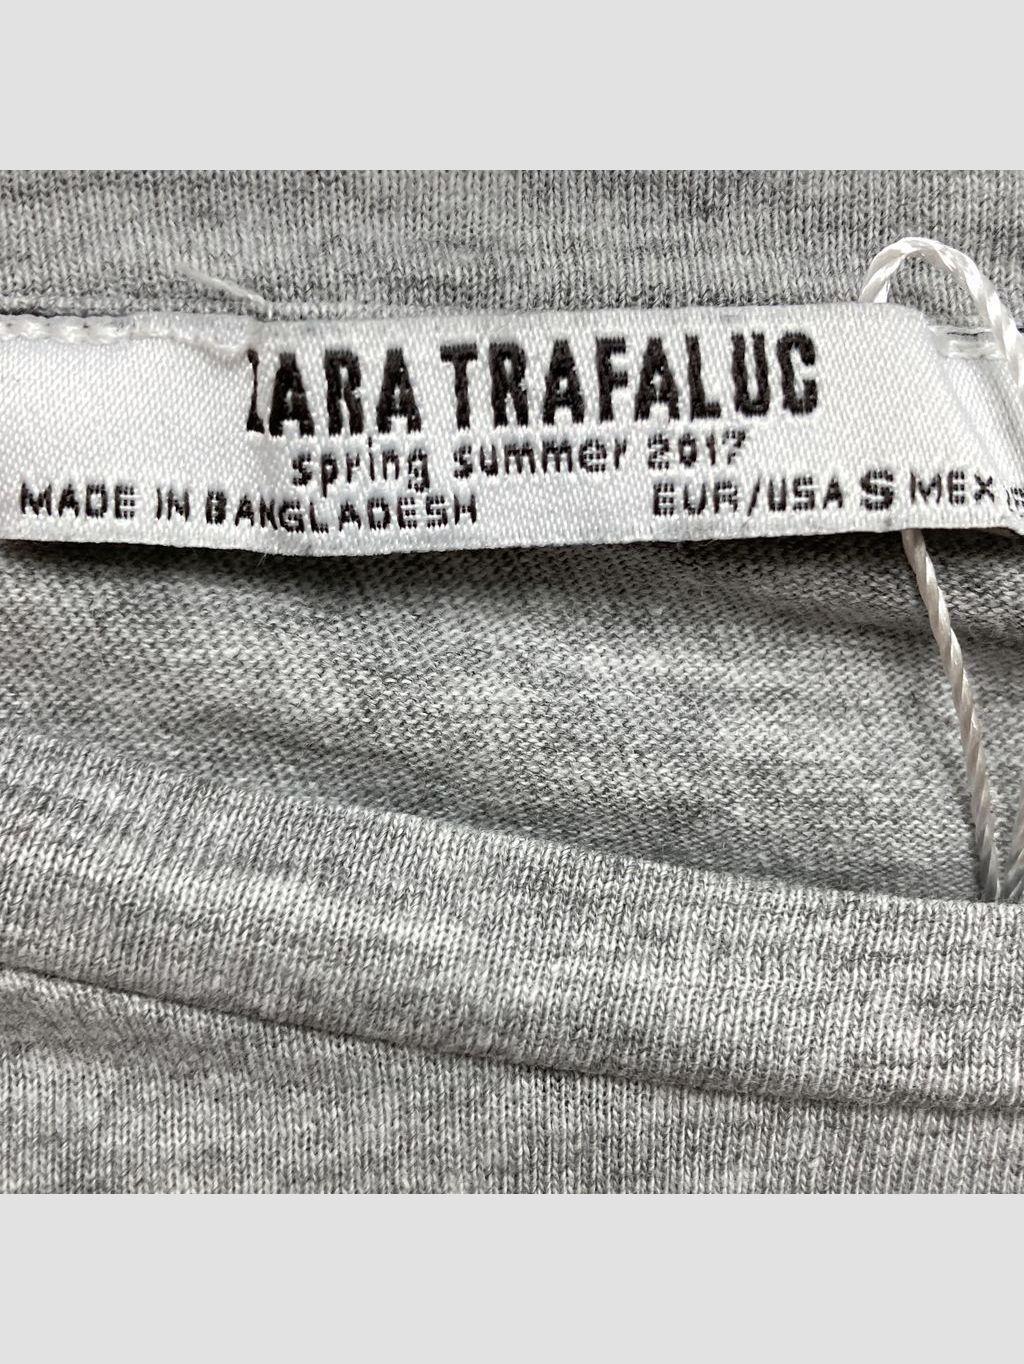 ZARA TRAFALUC
spring summer 2017
MADE IN BANGLADESH EUR/USA S MEX